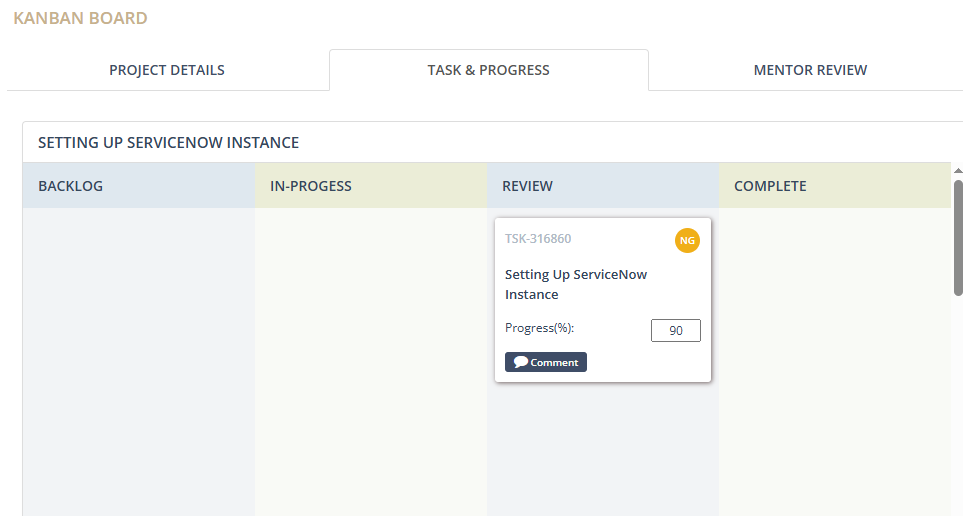 KANBAN BOARD
PROJECT DETAILS
TASK & PROGRESS
MENTOR REVIEW
SETTING UP SERVICENOW INSTANCE
BACKLOG
IN-PROGESS
REVIEW
COMPLETE
TSK-316860
NG
Setting Up ServiceNow
Instance
Progress(%):
90
Comment